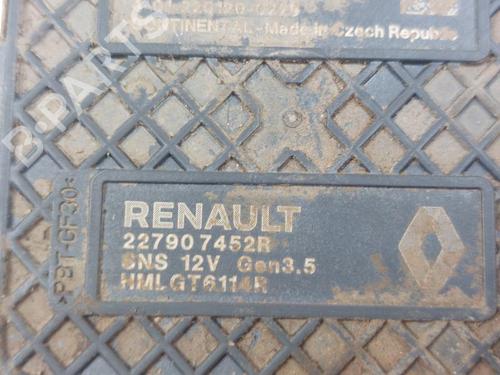 CONTINENTAL - Made in Czech Republic
B-PARTS
>PBT-GF30<
RENAULT
227907452R
SNS 12V Gen3.5
HMLGT6114R